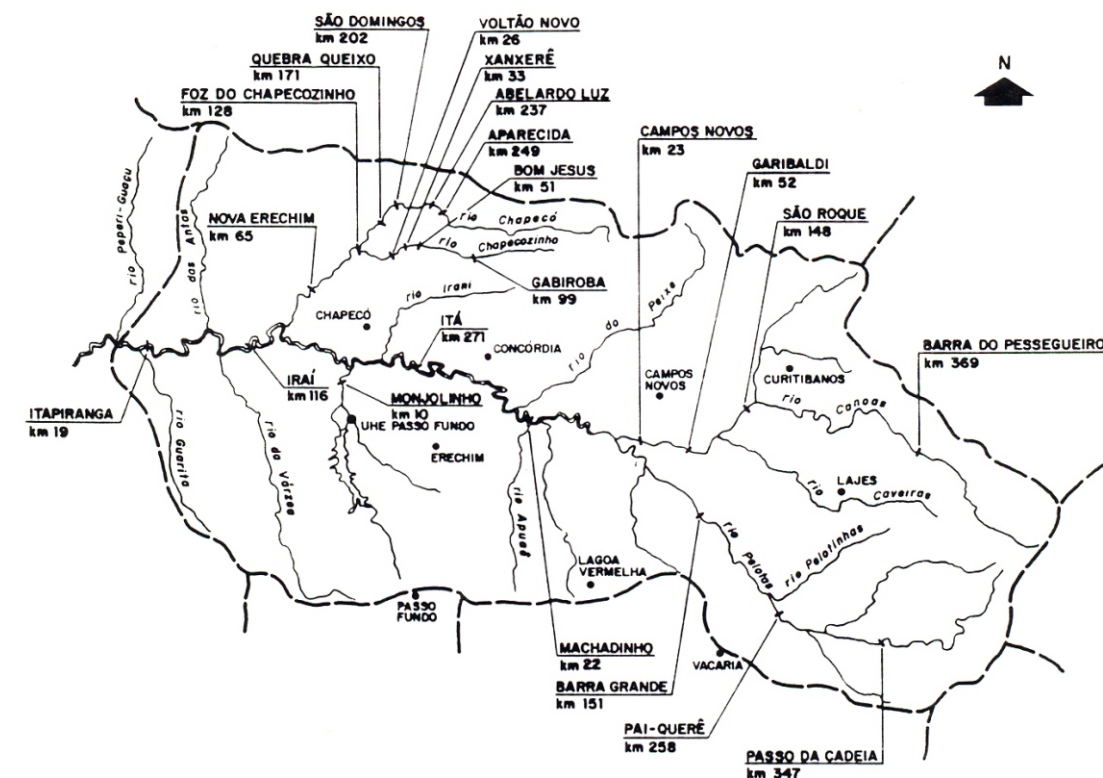 SÃO DOMINGOS
km 202
VOLTÃO NOVO
km 26
QUEBRA QUEIXO
km 171
XANXERÊ
km 33
N
FOZ DO CHAPECOZINHO
km 128
ABELARDO LUZ
km 237
APARECIDA
km 249
CAMPOS NOVOS
km 23
BOM JESUS
km 51
GARIBALDI
km 52
rio Peperi-Guaçu
rio das Antas
NOVA ERECHIM
km 65
rio Chapecó
rio Chapecozinho
SÃO ROQUE
km 148
GABIROBA
km 99
rio Irani
rio do Peixe
CHAPECÓ
ITÁ
km 271
CONCÓRDIA
BARRA DO PESSEGUEIRO
km 369
CURITIBANOS
CAMPOS NOVOS
IRAÍ
km 116
MONJOLINHO
km 10
rio Canoas
ITAPIRANGA
km 19
UHE PASSO FUNDO
ERECHIM
rio Guarita
rio da Várzea
LAJES
rio Caveiras
rio Apuaê
rio Pelotas
rio Pelotinhas
LAGOA
VERMELHA
PASSO
FUNDO
MACHADINHO
km 22
VACARIA
BARRA GRANDE
km 151
PAI-QUERÊ
km 258
PASSO DA CADEIA
km 347